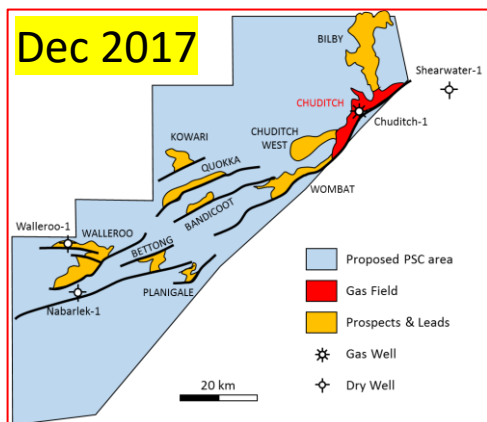 Dec 2017
BILBY
Shearwater-1
CHUDITCH
Chuditch-1
CHUDITCH
WEST
KOWARI
QUOKKA
WOMBAT
BANDICOOT
Walleroo-1
WALLEROO
BETTONG
PLANIGALE
Nabarlek-1
Proposed PSC area
Gas Field
Prospects & Leads
Gas Well
Dry Well
20 km